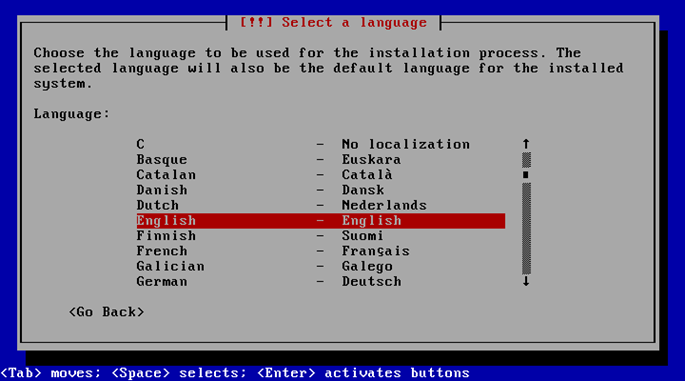 [!!] Select a language
Choose the language to be used for the installation process. The
selected language will also be the default language for the installed
system.
Language:
C - No localization
Basque - Euskara
Catalan - Català
Danish - Dansk
Dutch - Nederlands
English - English
Finnish - Suomi
French - Français
Galician - Galego
German - Deutsch
<Go Back>
<Tab> moves; <Space> selects; <Enter> activates buttons